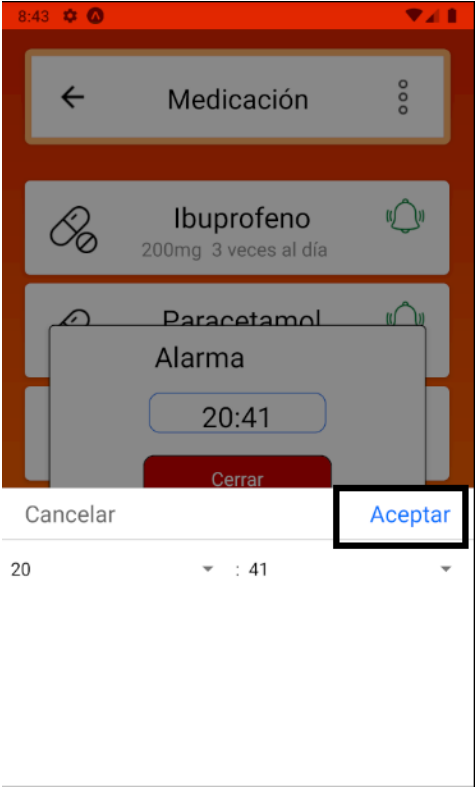 8:43
Medicación
Ibuprofeno
200mg 3 veces al día
Paracetamol
Alarma
20:41
Cerrar
Cancelar Aceptar
20 : 41